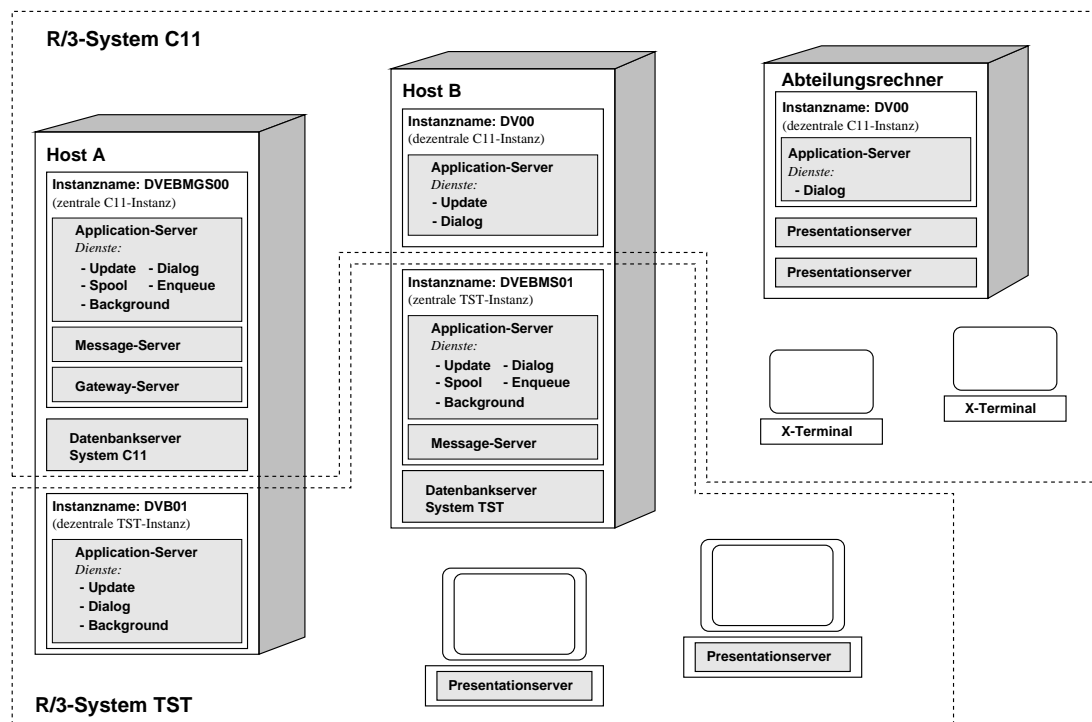 R/3-System C11
Host A
Instanzname: DVEBMGS00
(zentrale C11-Instanz)
Application-Server
Dienste:
- Update - Dialog
- Spool - Enqueue
- Background
Message-Server
Gateway-Server
Datenbankserver
System C11
Instanzname: DVB01
(dezentrale TST-Instanz)
Application-Server
Dienste:
- Update
- Dialog
- Background
Host B
Instanzname: DV00
(dezentrale C11-Instanz)
Application-Server
Dienste:
- Update
- Dialog
Instanzname: DVEBMS01
(zentrale TST-Instanz)
Application-Server
Dienste:
- Update - Dialog
- Spool - Enqueue
- Background
Message-Server
Datenbankserver
System TST
Abteilungsrechner
Instanzname: DV00
(dezentrale C11-Instanz)
Application-Server
Dienste:
- Dialog
Presentationserver
Presentationserver
X-Terminal
X-Terminal
Presentationserver
Presentationserver
R/3-System TST